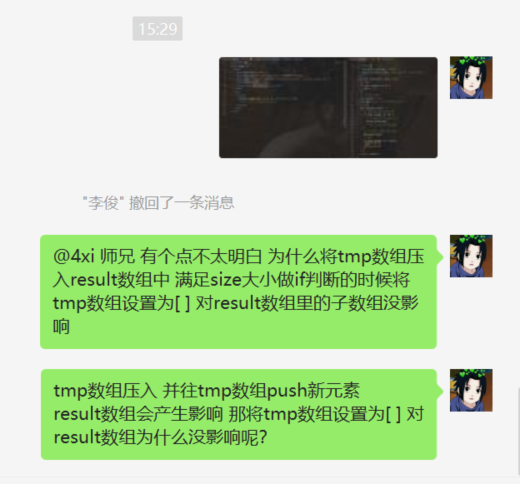 15:29
"李俊" 撤回了一条消息
@4xi 师兄 有个点不太明白 为什么将tmp数组压
入result数组中 满足size大小做if判断的时候将
tmp数组设置为[ ] 对result数组里的子数组没影
响
tmp数组压入 并往tmp数组push新元素
result数组会产生影响 那将tmp数组设置为[ ] 对
result数组为什么没影响呢?